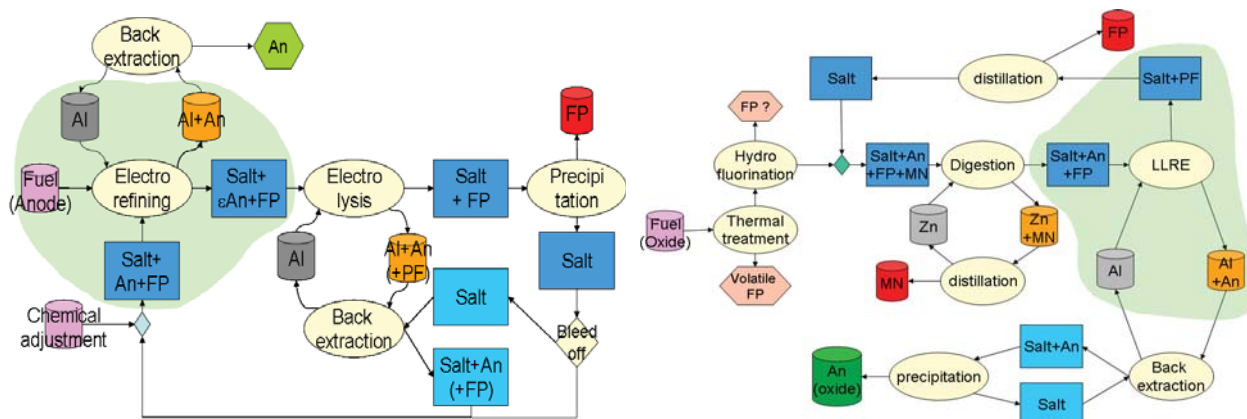 Back
extraction
An
Al
Al+An
Fuel
(Anode)
Electro
refining
Salt+
εAn+FP
Salt+
An+FP
Chemical
adjustment
Electro
lysis
Al
Al+An
(+PF)
Back
extraction
Salt
+ FP
FP
Precipi
tation
Salt
Salt
Bleed
off
Salt+An
(+FP)
FP
Salt
distillation
Salt+PF
FP ?
Hydro
fluorination
Salt+An
+FP+MN
Digestion
Salt+An
+FP
LLRE
Fuel
(Oxide)
Thermal
treatment
Zn
Zn
+MN
Volatile
FP
MN
distillation
Al
Al
+An
An
(oxide)
precipitation
Salt+An
Salt
Back
extraction